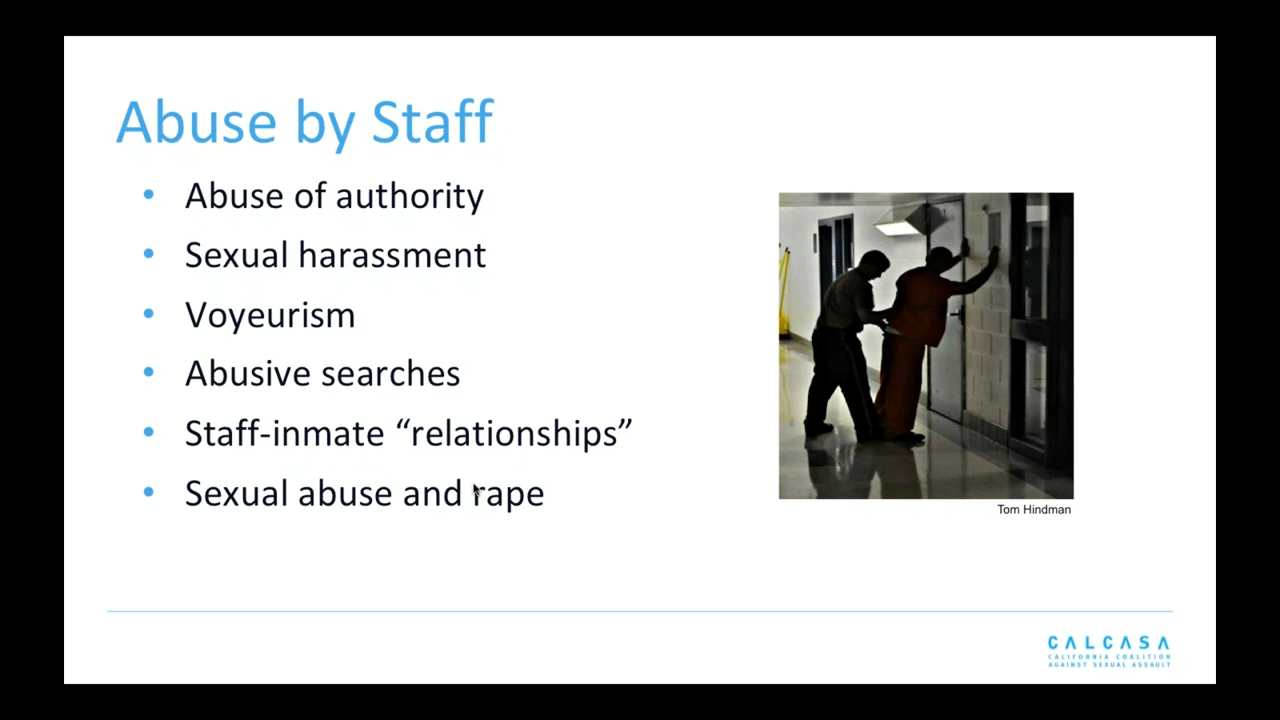 Abuse by Staff
• Abuse of authority
• Sexual harassment
• Voyeurism
• Abusive searches
• Staff-inmate “relationships”
• Sexual abuse and rape
Tom Hindman
CALCASA
CALIFORNIA COALITION
AGAINST SEXUAL ASSAULT